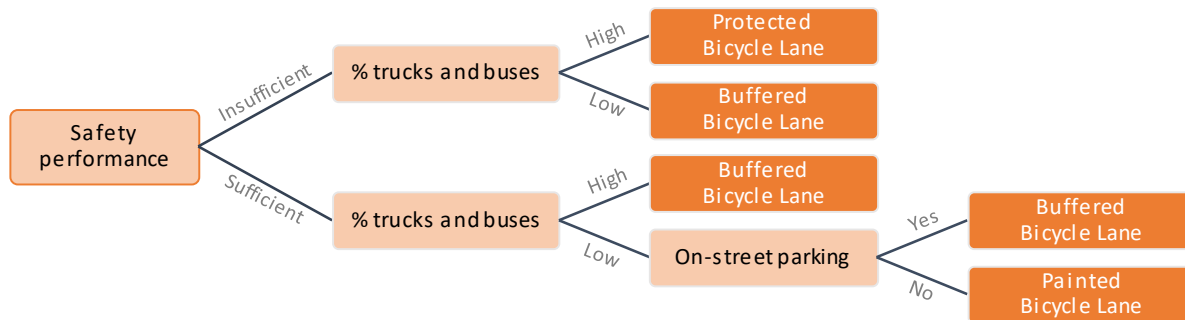 Safety
performance
Insufficient
Sufficient
% trucks and buses
High
Low
Protected
Bicycle Lane
Buffered
Bicycle Lane
% trucks and buses
High
Low
Buffered
Bicycle Lane
On-street parking
Yes
No
Buffered
Bicycle Lane
Painted
Bicycle Lane